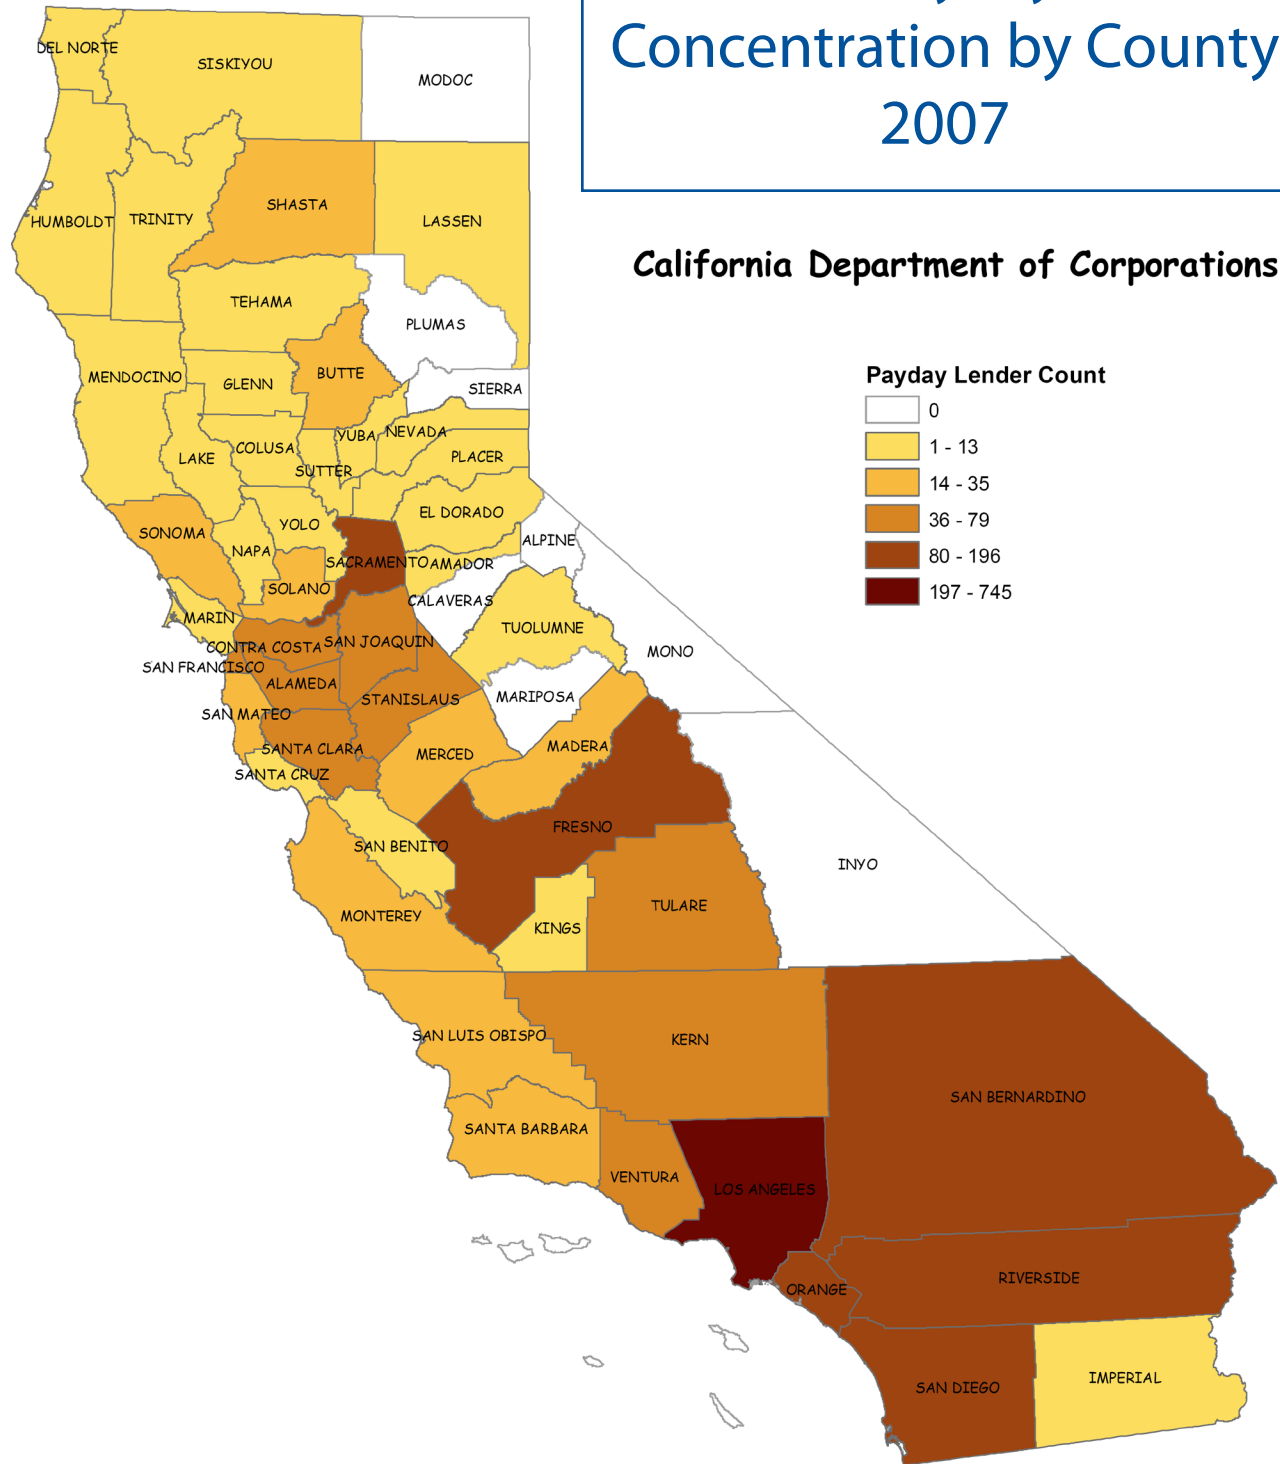 Concentration by County
2007
California Department of Corporations
Payday Lender Count
0
1 - 13
14 - 35
36 - 79
80 - 196
197 - 745
DEL NORTE
SISKIYOU
MODOC
HUMBOLDT
TRINITY
SHASTA
LASSEN
TEHAMA
PLUMAS
MENDOCINO
GLENN
BUTTE
SIERRA
LAKE
COLUSA
SUTTER
YUBA
NEVADA
PLACER
SONOMA
NAPA
YOLO
EL DORADO
ALPINE
SACRAMENTO
AMADOR
SOLANO
CALAVERAS
MARIN
TUOLUMNE
CONTRA COSTA
SAN JOAQUIN
MONO
SAN FRANCISCO
ALAMEDA
STANISLAUS
MARIPOSA
SAN MATEO
SANTA CLARA
MERCED
MADERA
SANTA CRUZ
FRESNO
SAN BENITO
INYO
MONTEREY
KINGS
TULARE
SAN LUIS OBISPO
KERN
SAN BERNARDINO
SANTA BARBARA
VENTURA
LOS ANGELES
ORANGE
RIVERSIDE
SAN DIEGO
IMPERIAL